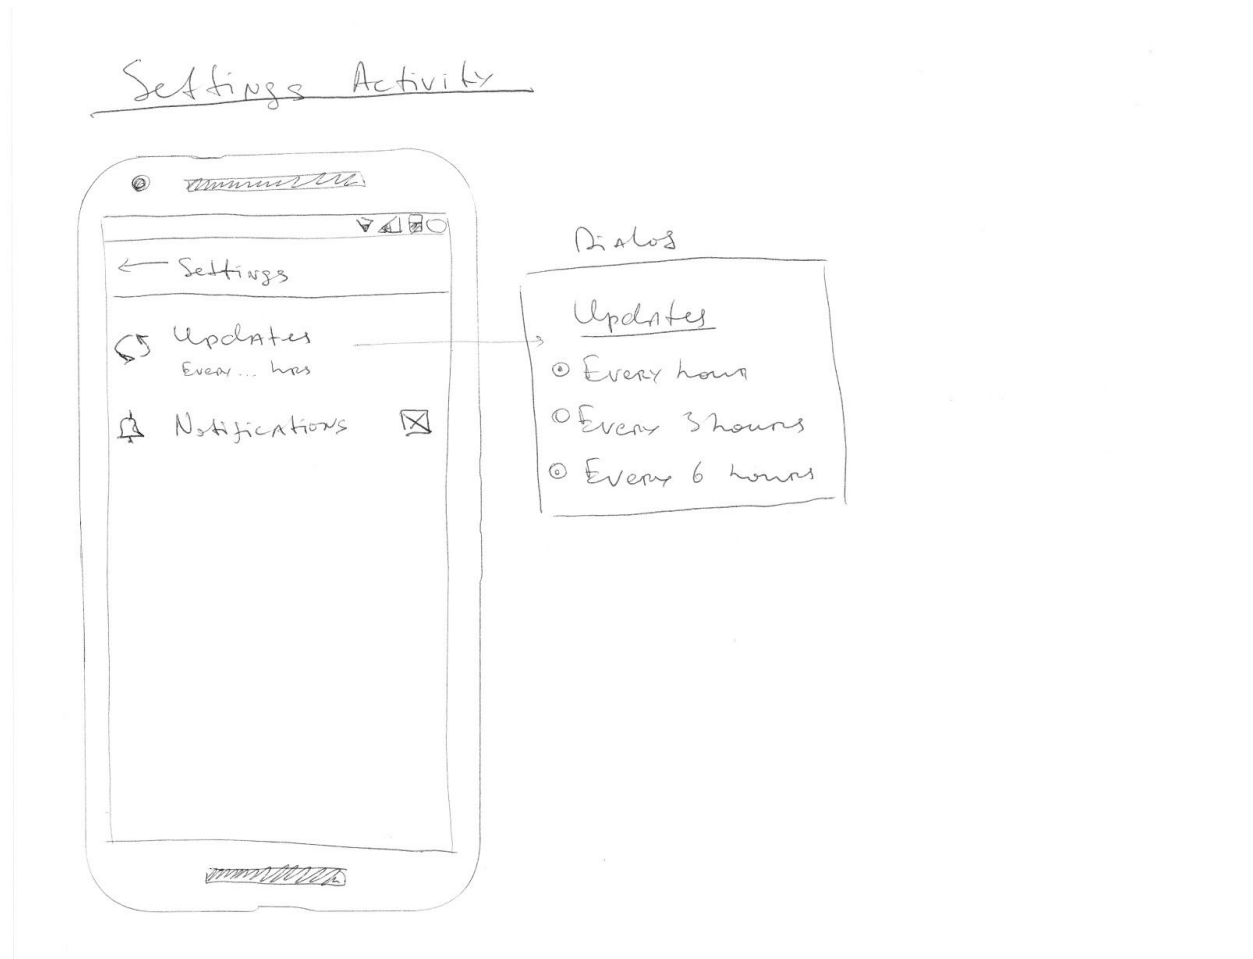 Settings Activity
Settings
Updates
Every... hrs
Notifications
Dialog
Updates
Every hour
Every 3 hours
Every 6 hours